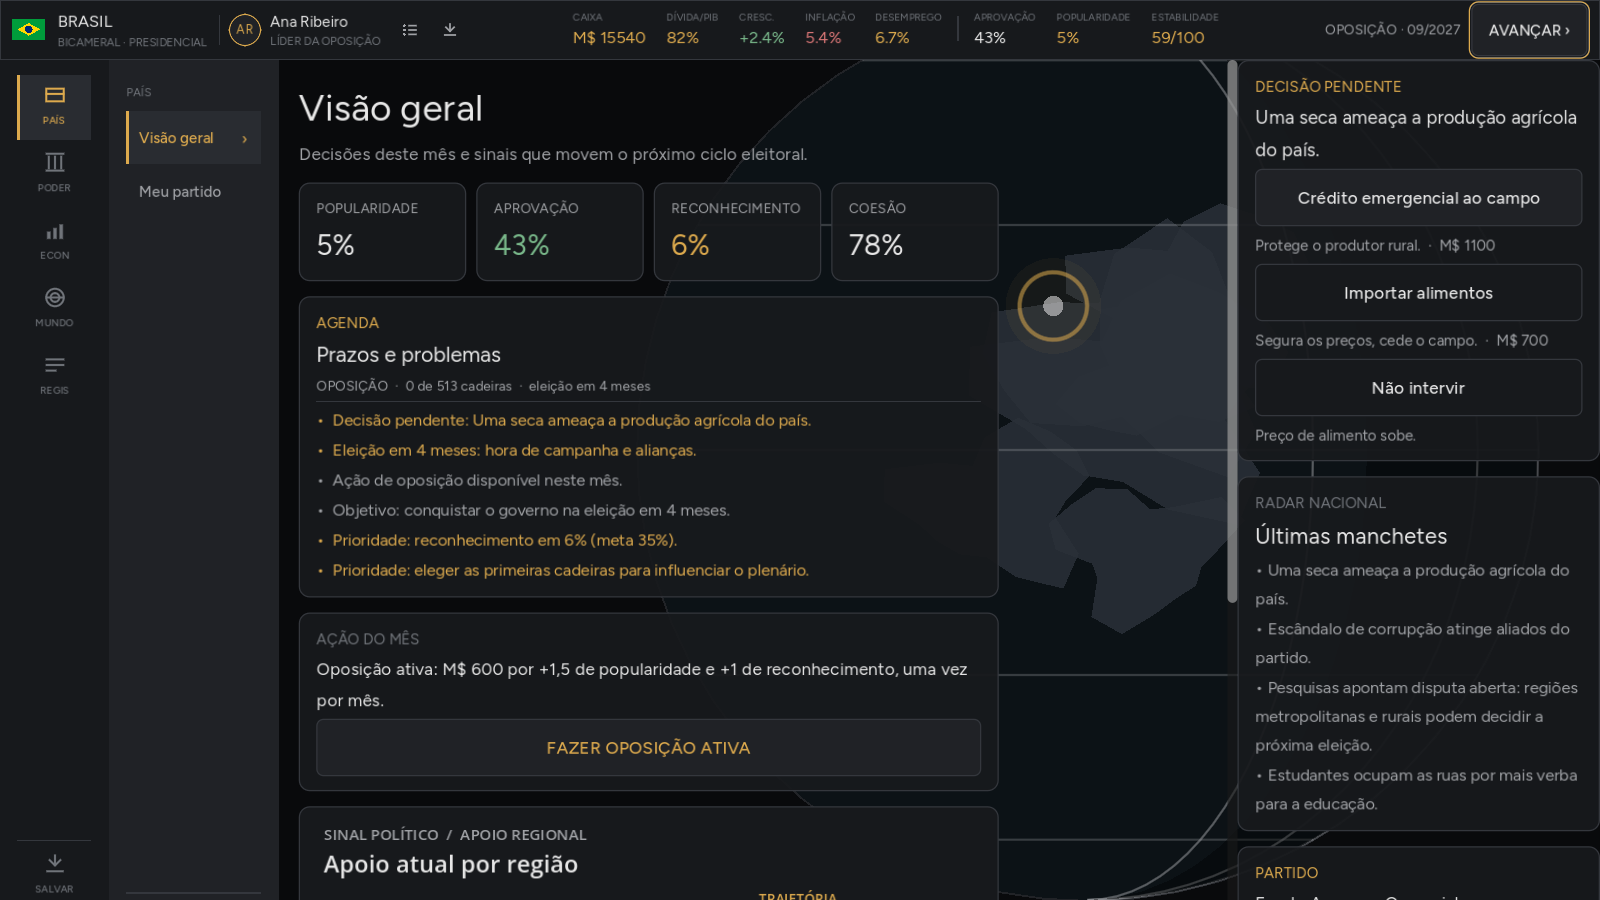 BRASIL
BICAMERAL · PRESIDENCIAL
AR
Ana Ribeiro
LÍDER DA OPOSIÇÃO
CAIXA
M$ 15540
DÍVIDA/PIB
82%
CRESC.
+2.4%
INFLAÇÃO
5.4%
DESEMPREGO
6.7%
APROVAÇÃO
43%
POPULARIDADE
5%
ESTABILIDADE
59/100
OPOSIÇÃO · 09/2027
AVANÇAR ›
PAÍS
PODER
ECON
MUNDO
REGIS
SALVAR
PAÍS
Visão geral ›
Meu partido
Visão geral
Decisões deste mês e sinais que movem o próximo ciclo eleitoral.
POPULARIDADE
5%
APROVAÇÃO
43%
RECONHECIMENTO
6%
COESÃO
78%
AGENDA
Prazos e problemas
OPOSIÇÃO · 0 de 513 cadeiras · eleição em 4 meses
• Decisão pendente: Uma seca ameaça a produção agrícola do país.
• Eleição em 4 meses: hora de campanha e alianças.
• Ação de oposição disponível neste mês.
• Objetivo: conquistar o governo na eleição em 4 meses.
• Prioridade: reconhecimento em 6% (meta 35%).
• Prioridade: eleger as primeiras cadeiras para influenciar o plenário.
AÇÃO DO MÊS
Oposição ativa: M$ 600 por +1,5 de popularidade e +1 de reconhecimento, uma vez
por mês.
FAZER OPOSIÇÃO ATIVA
SINAL POLÍTICO / APOIO REGIONAL
Apoio atual por região
TRAJETÓRIA
DECISÃO PENDENTE
Uma seca ameaça a produção agrícola
do país.
Crédito emergencial ao campo
Protege o produtor rural. · M$ 1100
Importar alimentos
Segura os preços, cede o campo. · M$ 700
Não intervir
Preço de alimento sobe.
RADAR NACIONAL
Últimas manchetes
• Uma seca ameaça a produção agrícola do
país.
• Escândalo de corrupção atinge aliados do
partido.
• Pesquisas apontam disputa aberta: regiões
metropolitanas e rurais podem decidir a
próxima eleição.
• Estudantes ocupam as ruas por mais verba
para a educação.
PARTIDO